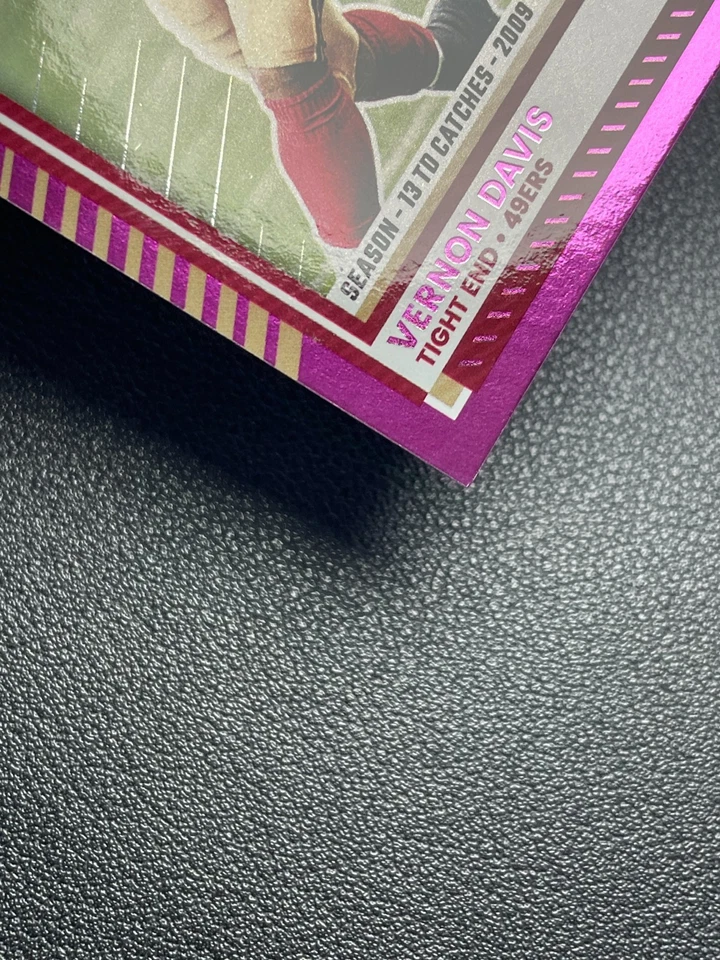 SEASON - 13 TD CATCHES - 2009
VERNON DAVIS
TIGHT END • 49ERS